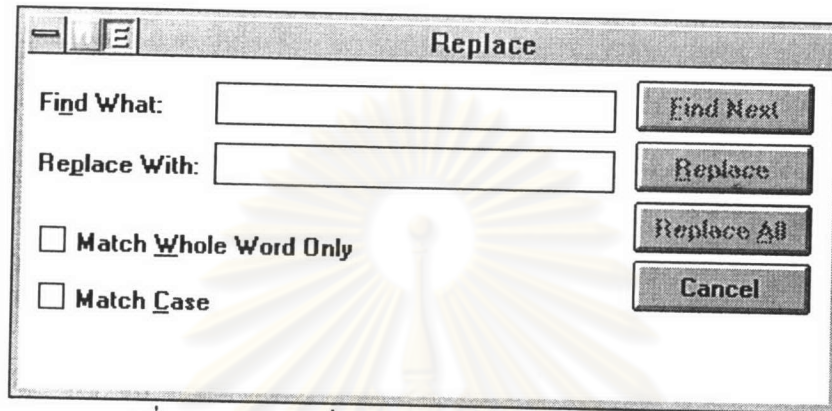 Replace
Find What:
Find Next
Replace With:
Replace
Replace All
Match Whole Word Only
Match Case
Cancel